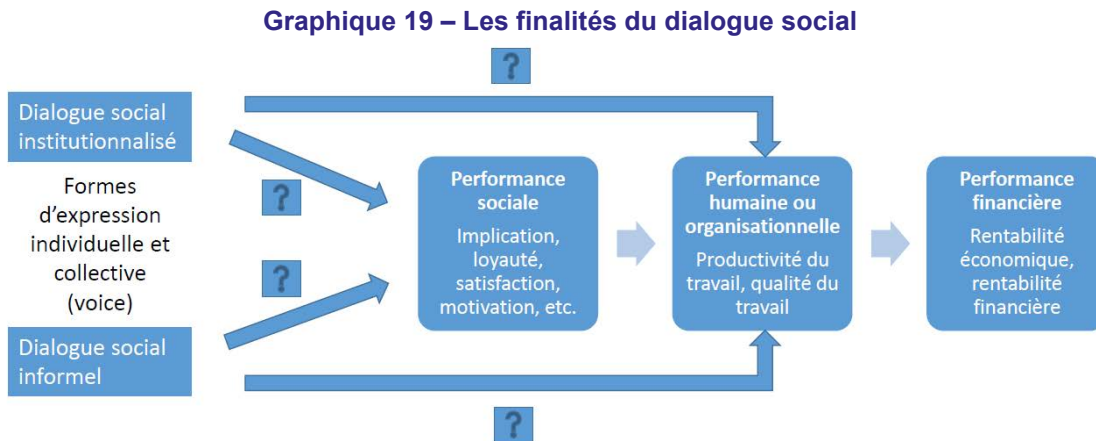 Graphique 19 – Les finalités du dialogue social
?
Dialogue social
institutionnalisé
?
Formes
d'expression
individuelle et
collective
(voice)
?
Dialogue social
informel
?
Performance
sociale
Implication,
loyauté,
satisfaction,
motivation, etc.
Performance
humaine ou
organisationnelle
Productivité du
travail, qualité du
travail
Performance
financière
Rentabilité
économique,
rentabilité
financière